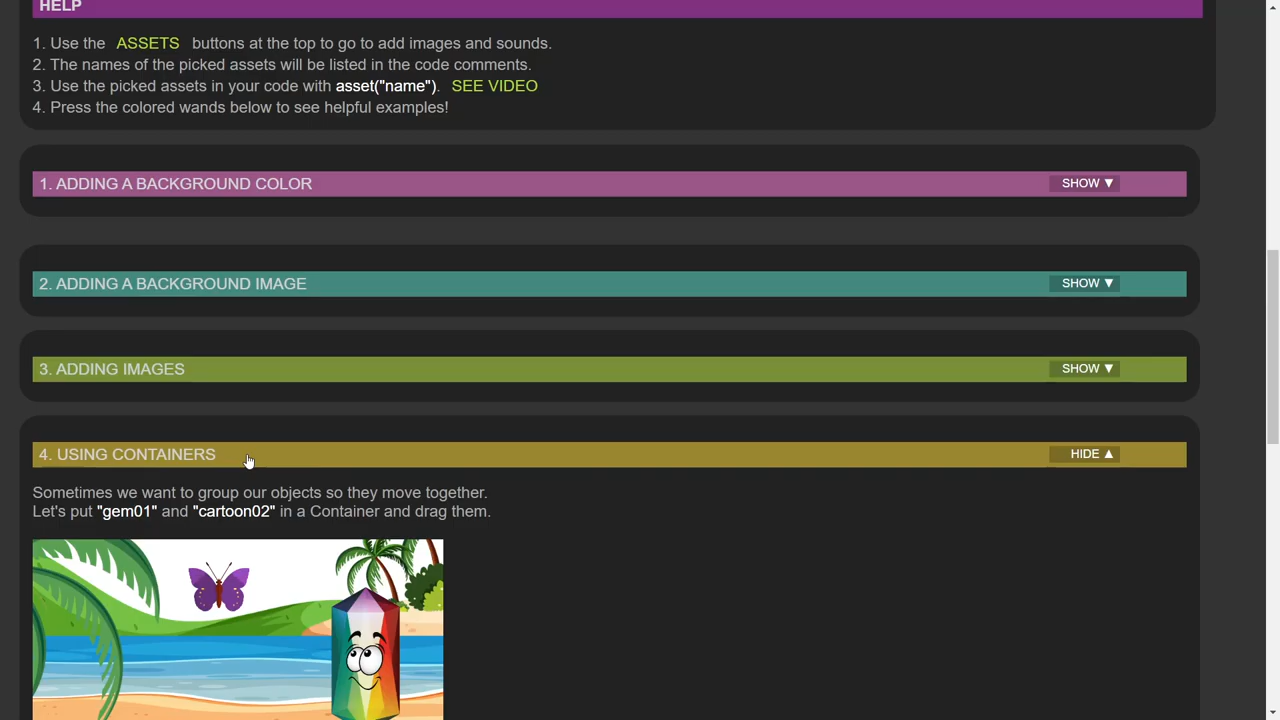 HELP
1. Use the ASSETS buttons at the top to go to add images and sounds.
2. The names of the picked assets will be listed in the code comments.
3. Use the picked assets in your code with asset("name"). SEE VIDEO
4. Press the colored wands below to see helpful examples!
1. ADDING A BACKGROUND COLOR SHOW ▼
2. ADDING A BACKGROUND IMAGE SHOW ▼
3. ADDING IMAGES SHOW ▼
4. USING CONTAINERS HIDE ▲
Sometimes we want to group our objects so they move together.
Let's put "gem01" and "cartoon02" in a Container and drag them.